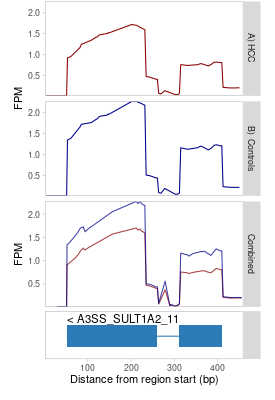 2.0
1.5
1.0
0.5
FPM
A) HCC
2.0
1.5
1.0
0.5
B) Controls
2.0
1.5
1.0
0.5
FPM
Combined
< A3SS_SULT1A2_11
100 200 300 400
Distance from region start (bp)